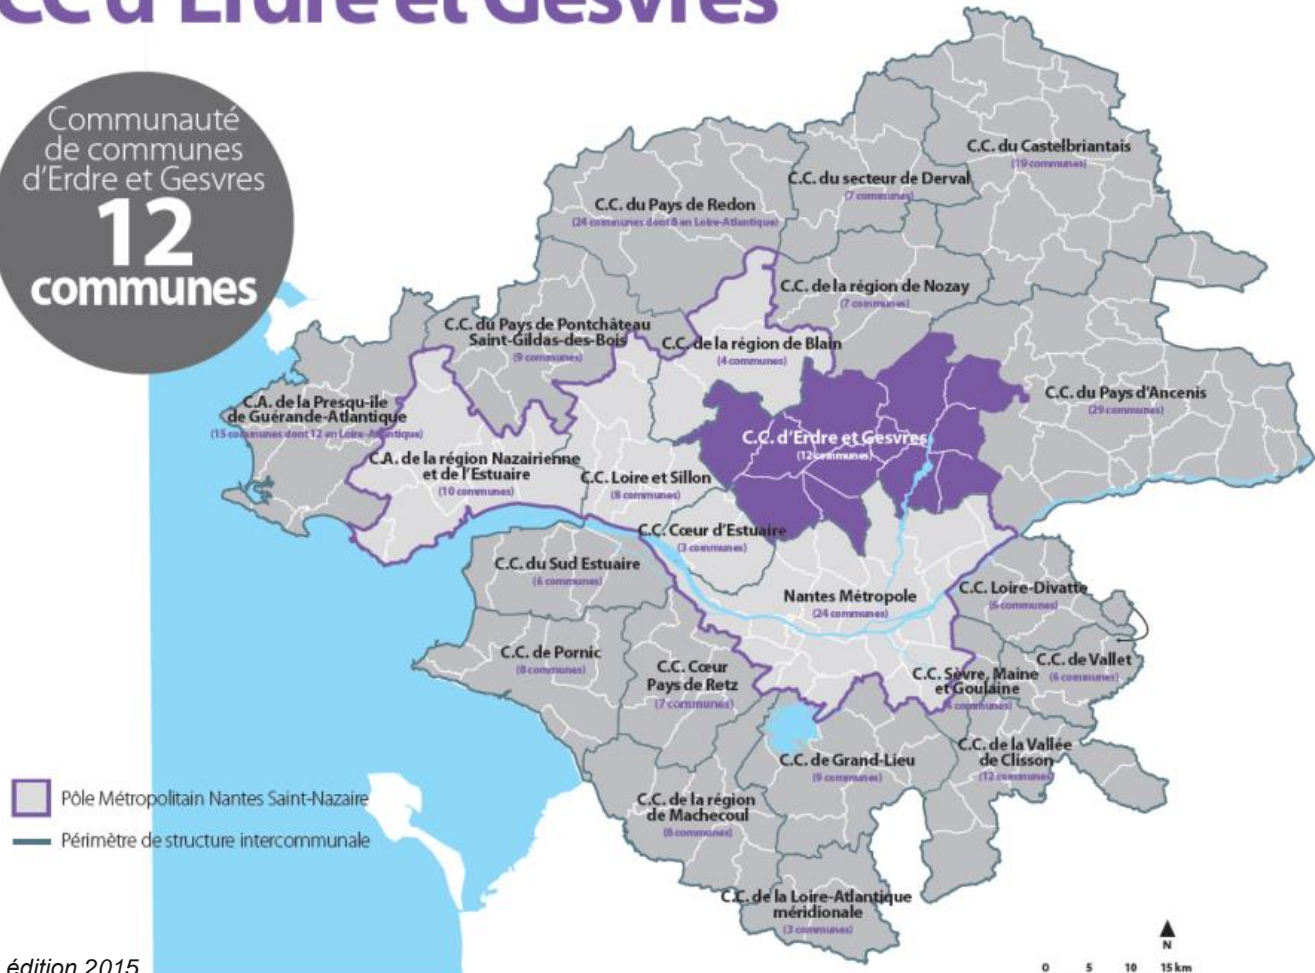 CC d'Erdre et Gesvres
Communauté
de communes
d'Erdre et Gesvres
12
communes
C.C. du Castelbriantais
(19 communes)
C.C. du secteur de Derval
(7 communes)
C.C. du Pays de Redon
(24 communes dont 8 en Loire-Atlantique)
C.C. de la région de Nozay
(7 communes)
C.C. du Pays de Pontchâteau
Saint-Gildas-des-Bois
(9 communes)
C.C. de la région de Blain
(4 communes)
C.A. de la Presqu-île
de Guérande-Atlantique
(15 communes dont 12 en Loire-Atlantique)
C.C. du Pays d'Ancenis
(29 communes)
C.C. d'Erdre et Gesvres
(12 communes)
C.A. de la région Nazairienne
et de l'Estuaire
(10 communes)
C.C. Loire et Sillon
(8 communes)
C.C. Cœur d'Estuaire
(3 communes)
C.C. du Sud Estuaire
(6 communes)
Nantes Métropole
(24 communes)
C.C. Loire-Divatte
(6 communes)
C.C. de Pornic
(8 communes)
C.C. Cœur
Pays de Retz
(7 communes)
C.C. Sèvre, Maine
et Goulaine
(4 communes)
C.C. de Vallet
(6 communes)
C.C. de Grand-Lieu
(9 communes)
C.C. de la Vallée
de Clisson
(12 communes)
C.C. de la région
de Machecoul
(8 communes)
C.C. de la Loire-Atlantique
méridionale
(3 communes)
Pôle Métropolitain Nantes Saint-Nazaire
Périmètre de structure intercommunale
édition 2015
N
0 5 10 15 km